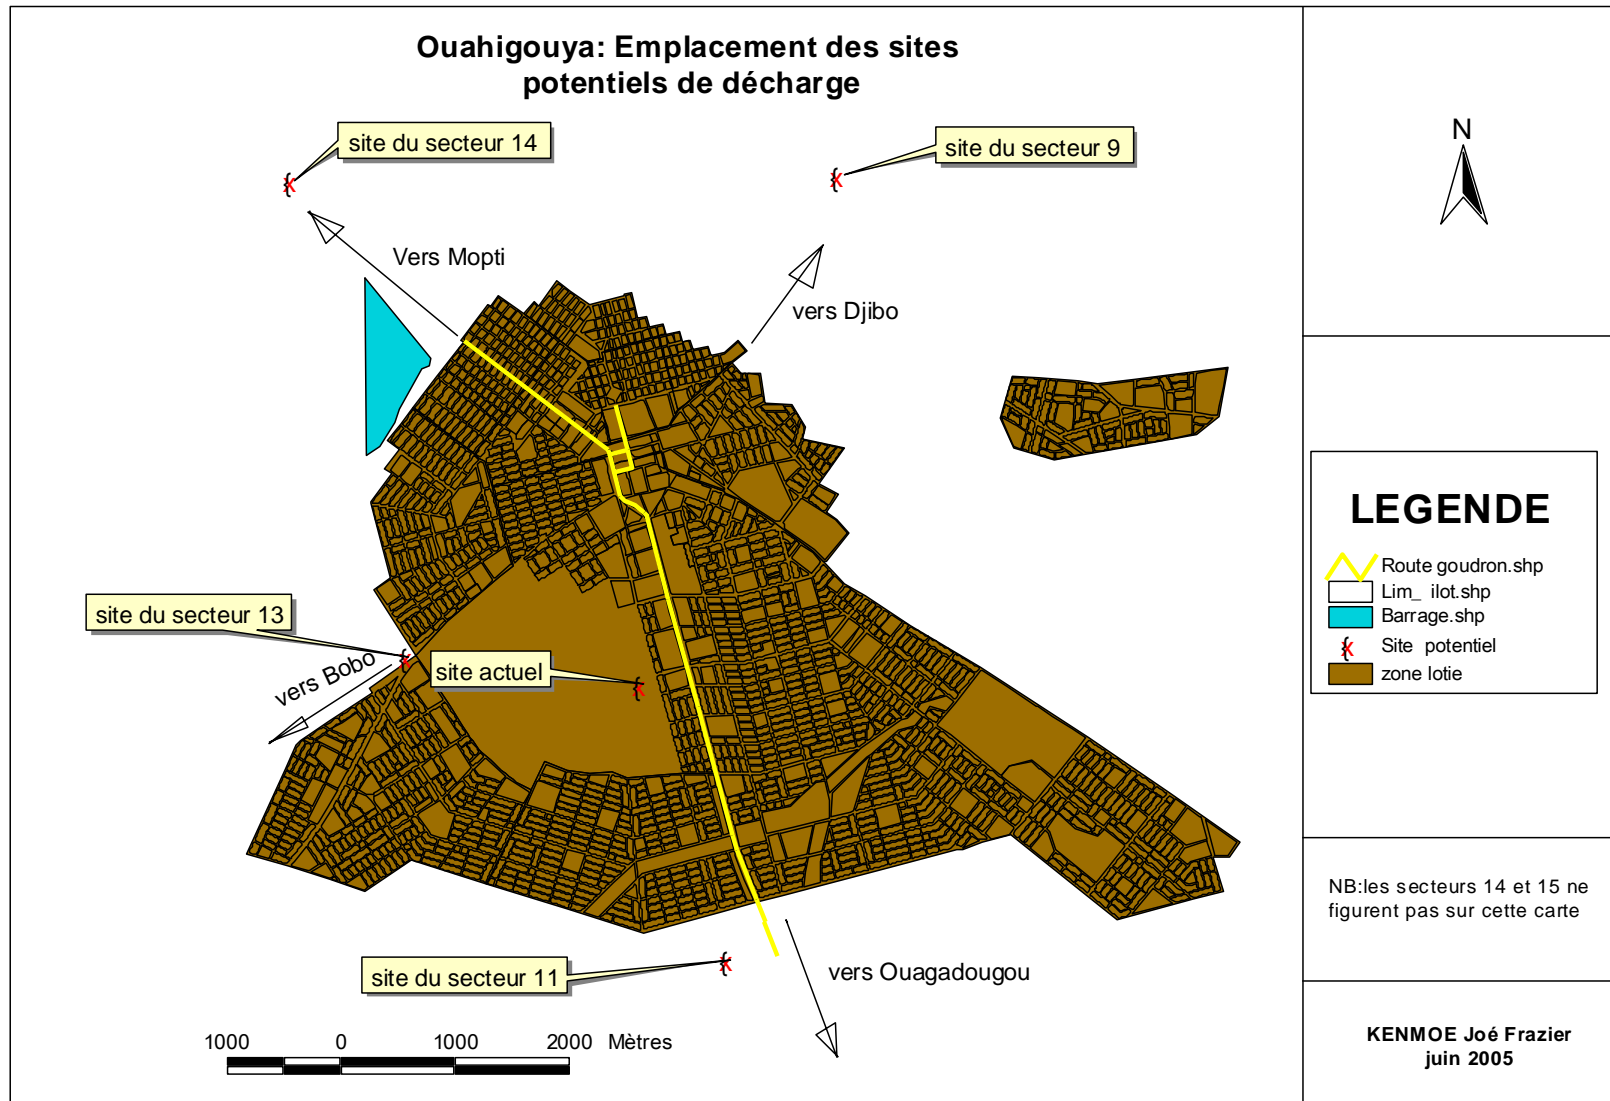 Ouahigouya: Emplacement des sites
potentiels de décharge
site du secteur 14
site du secteur 9
Vers Mopti
vers Djibo
site du secteur 13
vers Bobo
site actuel
site du secteur 11
vers Ouagadougou
1000 0 1000 2000 Mètres
N
LEGENDE
Route goudron.shp
Lim_ ilot.shp
Barrage.shp
Site potentiel
zone lotie
NB:les secteurs 14 et 15 ne
figurent pas sur cette carte
KENMOE Joé Frazier
juin 2005